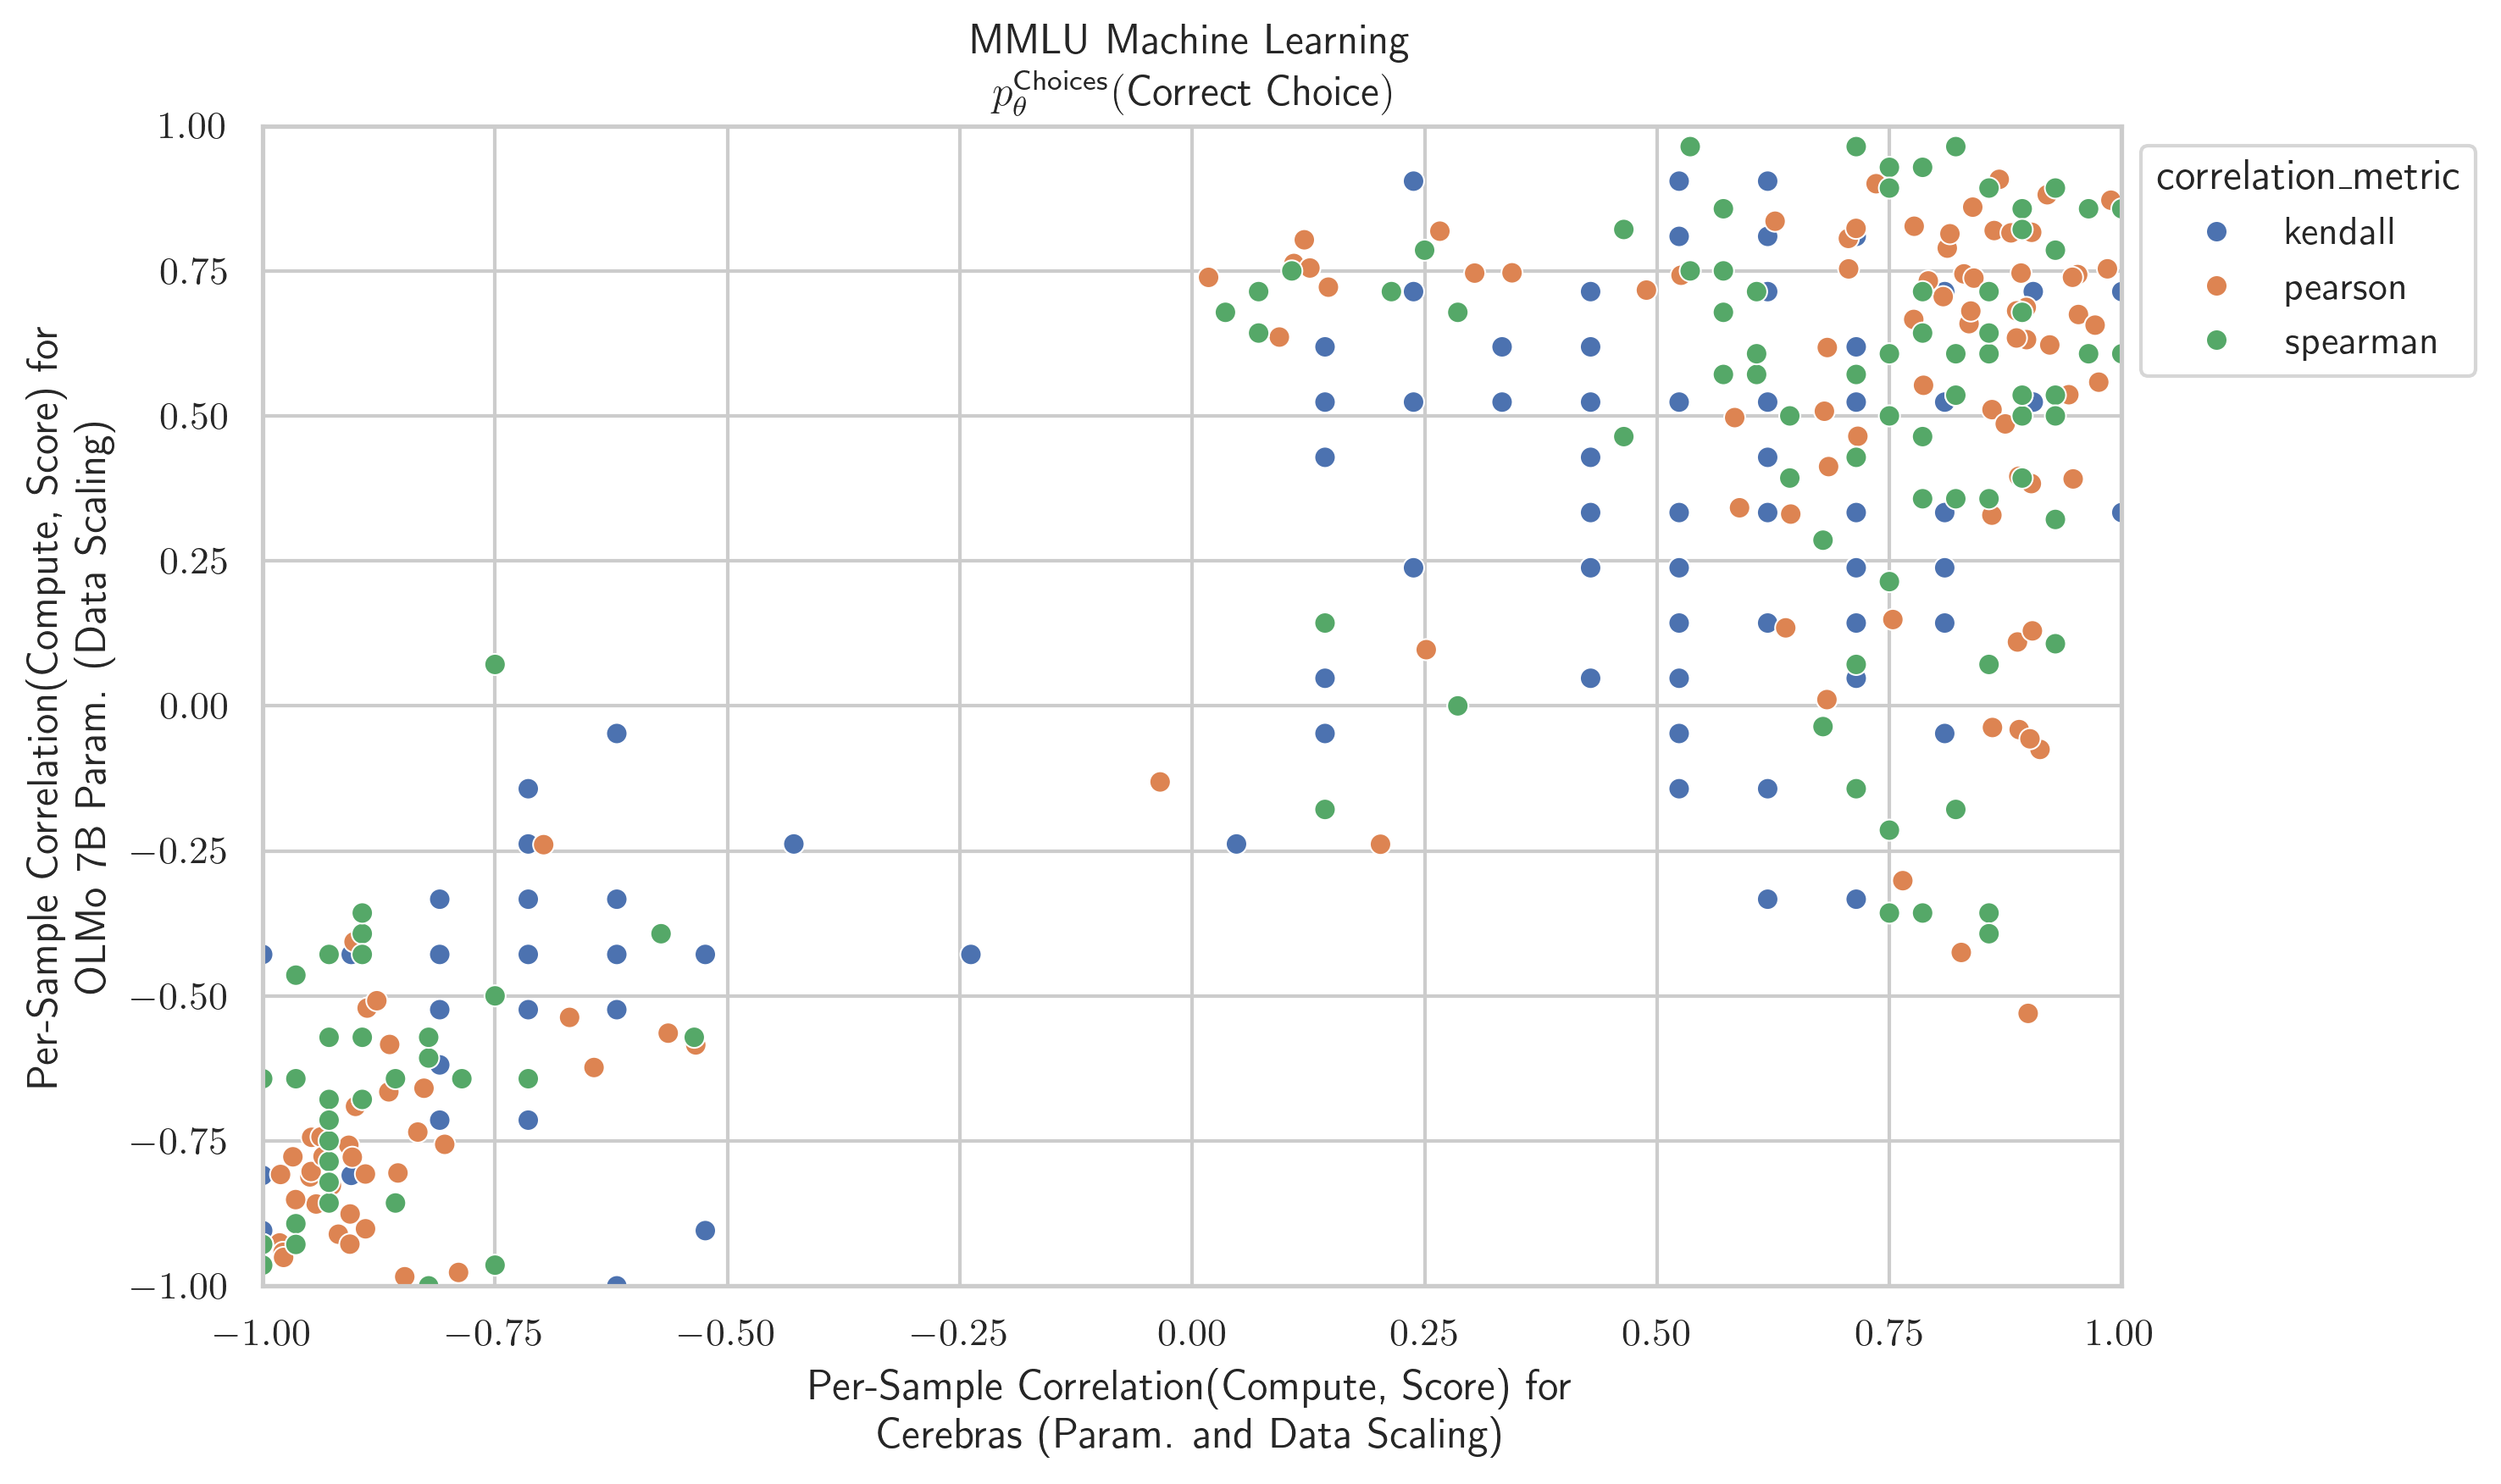 MMLU Machine Learning
p_θ^Choices(Correct Choice)
1.00
0.75
0.50
0.25
0.00
−0.25
−0.50
−0.75
−1.00
Per-Sample Correlation(Compute, Score) for
OLMo 7B Param. (Data Scaling)
−1.00 −0.75 −0.50 −0.25 0.00 0.25 0.50 0.75 1.00
Per-Sample Correlation(Compute, Score) for
Cerebras (Param. and Data Scaling)
correlation_metric
kendall
pearson
spearman